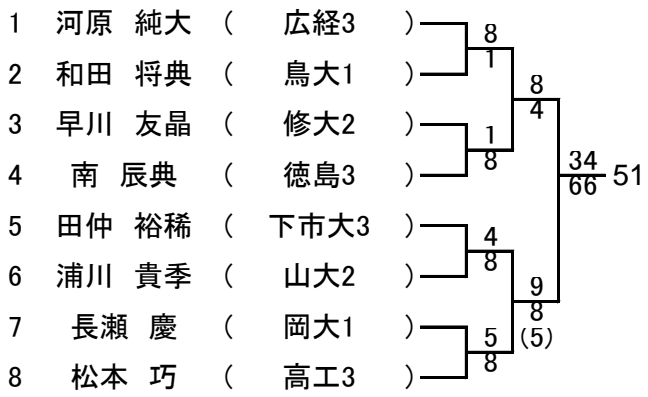 1 河原 純大 ( 広経3 )
8
1
2 和田 将典 ( 鳥大1 )
8
4
3 早川 友晶 ( 修大2 )
1
8
4 南 辰典 ( 徳島3 )
34
66
51
5 田仲 裕稀 ( 下市大3 )
4
8
6 浦川 貴季 ( 山大2 )
9
8
(5)
7 長瀬 慶 ( 岡大1 )
5
8
8 松本 巧 ( 高工3 )